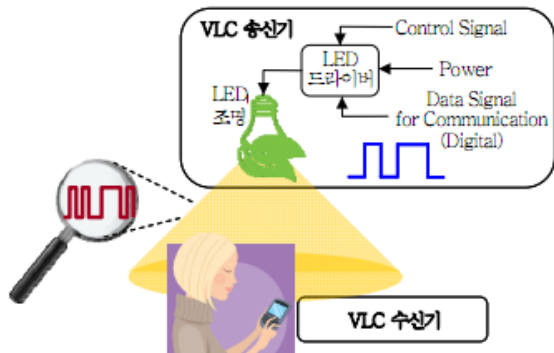 VLC 송신기
Control Signal
LED
드라이버
Power
LED
조명
Data Signal
for Communication
(Digital)
VLC 수신기